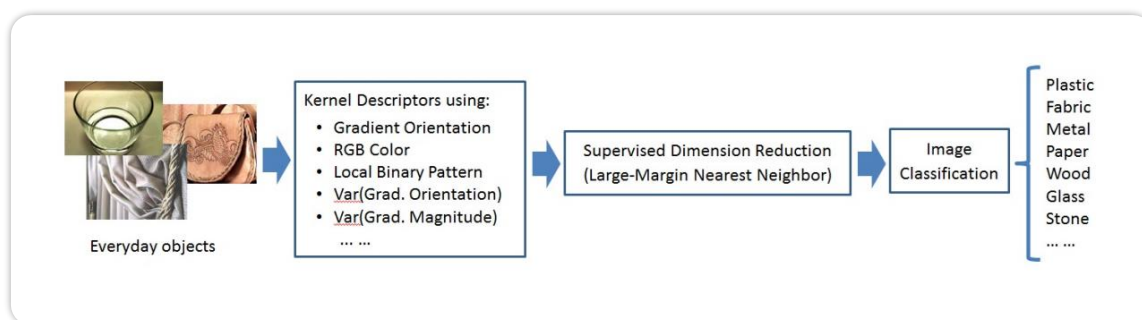 Everyday objects
Kernel Descriptors using:
• Gradient Orientation
• RGB Color
• Local Binary Pattern
• Var(Grad. Orientation)
• Var(Grad. Magnitude)
... ...
Supervised Dimension Reduction
(Large-Margin Nearest Neighbor)
Image
Classification
Plastic
Fabric
Metal
Paper
Wood
Glass
Stone
... ...